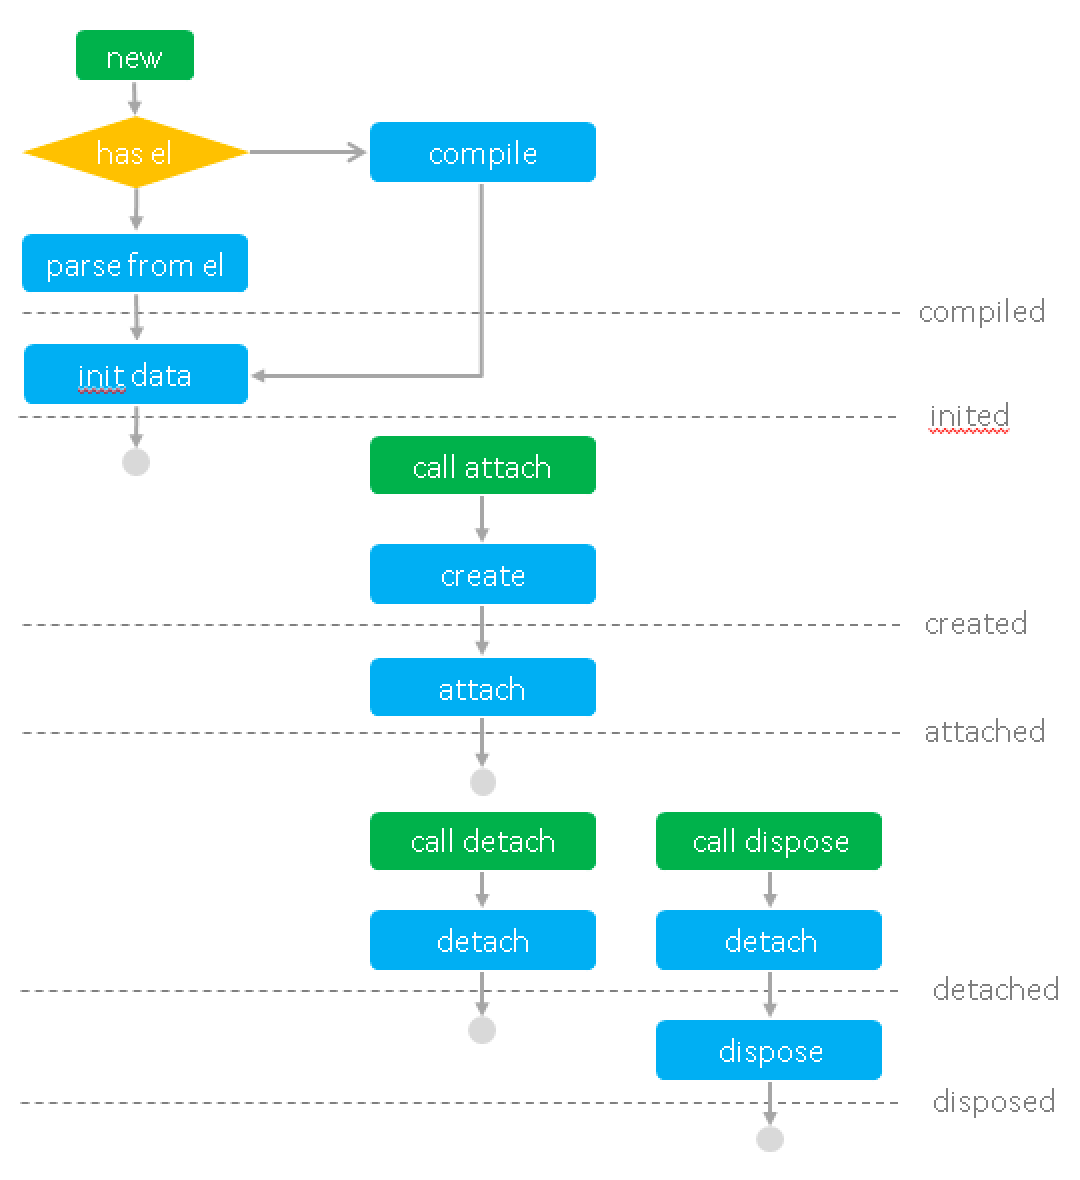 new
has el
compile
parse from el
compiled
init data
inited
call attach
create
created
attach
attached
call detach
call dispose
detach
detach
detached
dispose
disposed